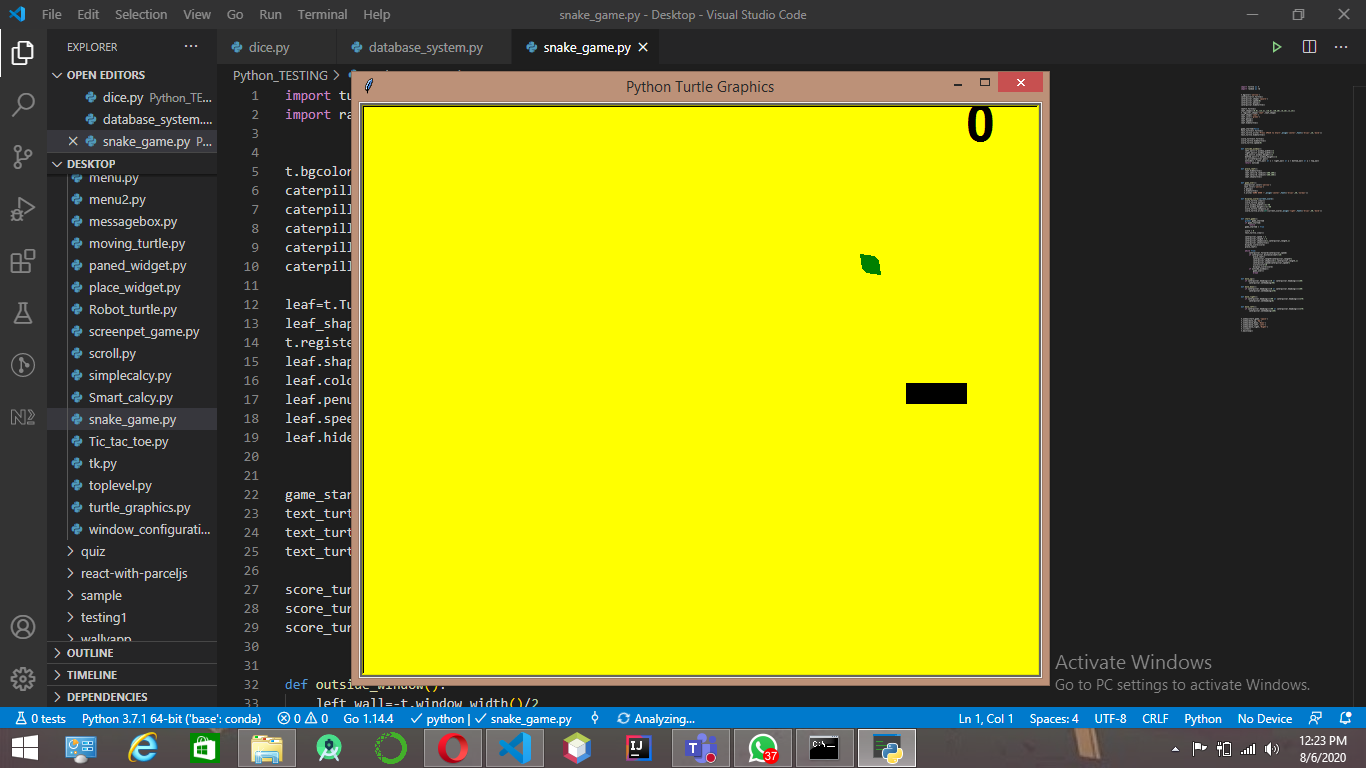 File Edit Selection View Go Run Terminal Help
snake_game.py - Desktop - Visual Studio Code
EXPLORER
dice.py
database_system.py
snake_game.py
OPEN EDITORS
dice.py Python_TE...
database_system....
snake_game.py P...
DESKTOP
menu.py
menu2.py
messagebox.py
moving_turtle.py
paned_widget.py
place_widget.py
Robot_turtle.py
screenpet_game.py
scroll.py
simplecalcy.py
Smart_calcy.py
snake_game.py
Tic_tac_toe.py
tk.py
toplevel.py
turtle_graphics.py
window_configurati...
quiz
react-with-parceljs
sample
testing1
wallyapp
OUTLINE
TIMELINE
DEPENDENCIES
Python_TESTING
1 import tu
2 import ra
3
4
5 t.bgcolor
6 caterpill
7 caterpill
8 caterpill
9 caterpill
10 caterpill
11
12 leaf=t.Tu
13 leaf_shap
14 t.registe
15 leaf.shap
16 leaf.colo
17 leaf.penu
18 leaf.spee
19 leaf.hide
20
21
22 game_star
23 text_turt
24 text_turt
25 text_turt
26
27 score_tur
28 score_tur
29 score_tur
30
31
32 def outside_window():
33 left_wall=-t.window_width()/2
Python Turtle Graphics
0
Activate Windows
Go to PC settings to activate Windows.
0 tests Python 3.7.1 64-bit ('base': conda) 0 0 Go 1.14.4 python | snake_game.py Analyzing... Ln 1, Col 1 Spaces: 4 UTF-8 CRLF Python No Device
37
12:23 PM
8/6/2020